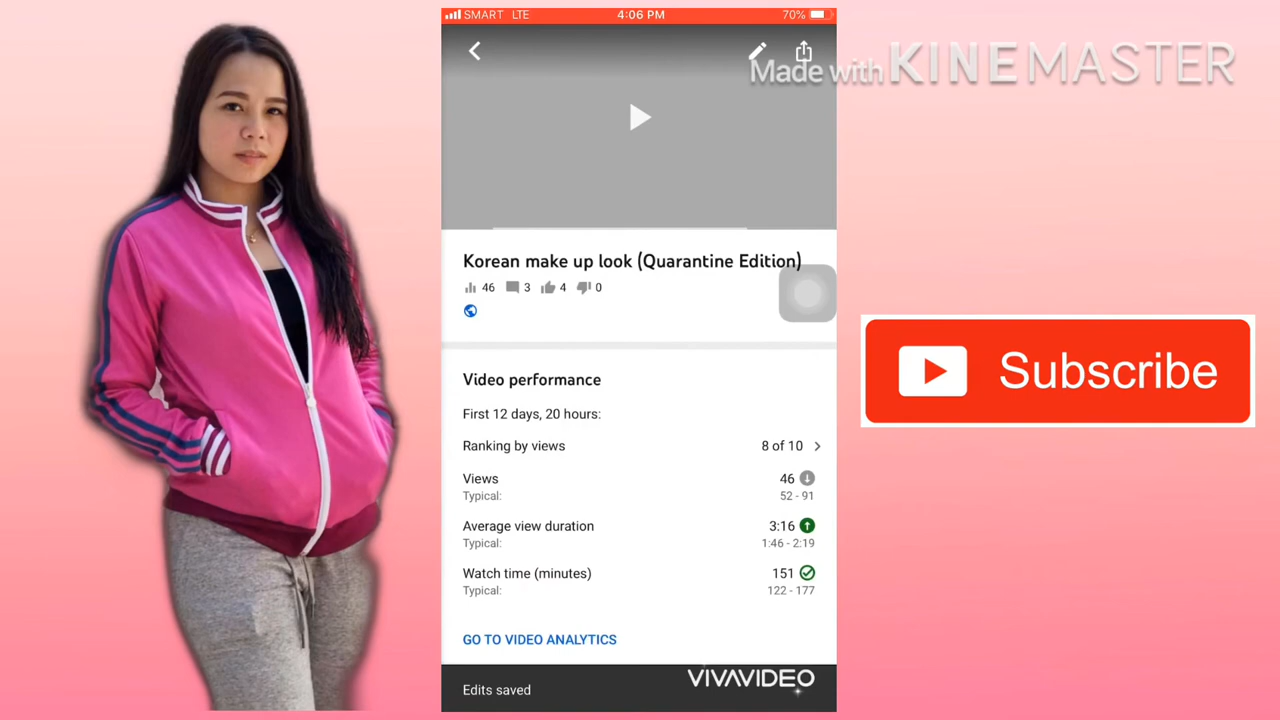 SMART LTE 4:06 PM 70%
Made with KINEMASTER
Korean make up look (Quarantine Edition)
46 3 4 0
Subscribe
Video performance
First 12 days, 20 hours:
Ranking by views 8 of 10
Views 46
Typical: 52 - 91
Average view duration 3:16
Typical: 1:46 - 2:19
Watch time (minutes) 151
Typical: 122 - 177
GO TO VIDEO ANALYTICS
VIVAVIDEO
Edits saved